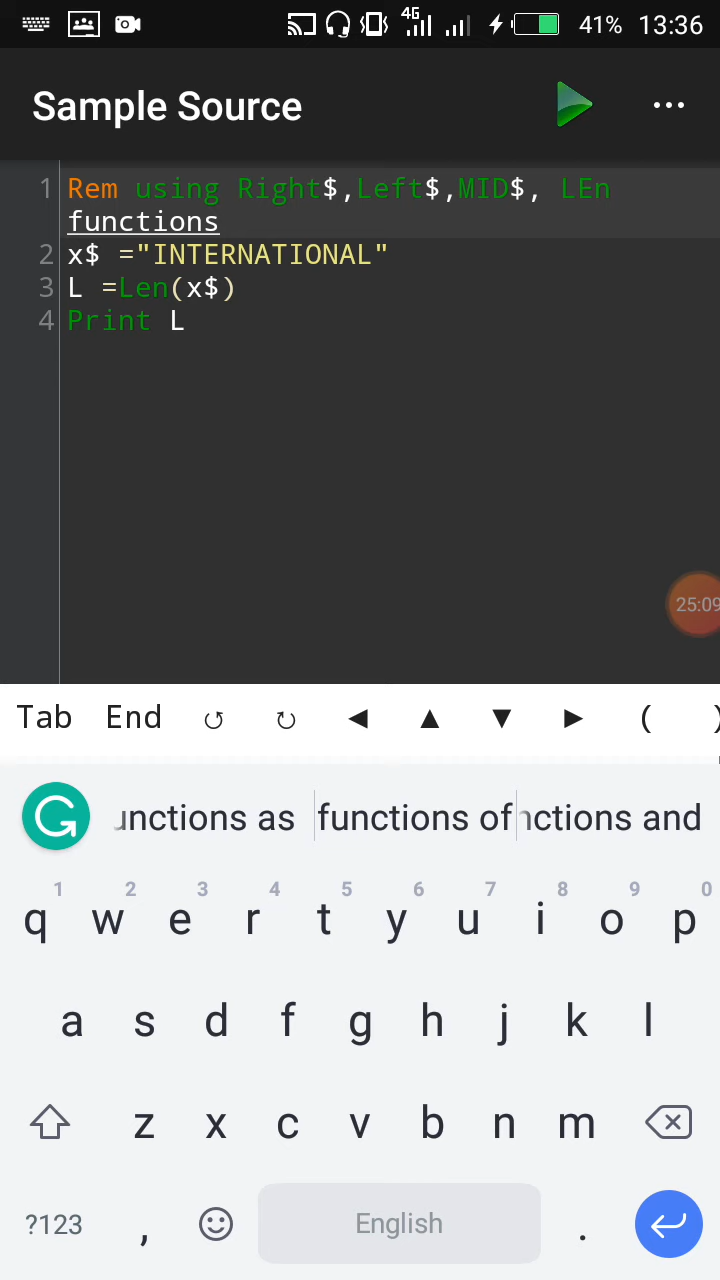 4G 41% 13:36
Sample Source ...
1 Rem using Right$,Left$,MID$, LEn
functions
2 x$ ="INTERNATIONAL"
3 L =Len(x$)
4 Print L
25:09
Tab End ( )
unctions as functions of nctions and
1 2 3 4 5 6 7 8 9 0
q w e r t y u i o p
a s d f g h j k l
z x c v b n m
?123 , English .